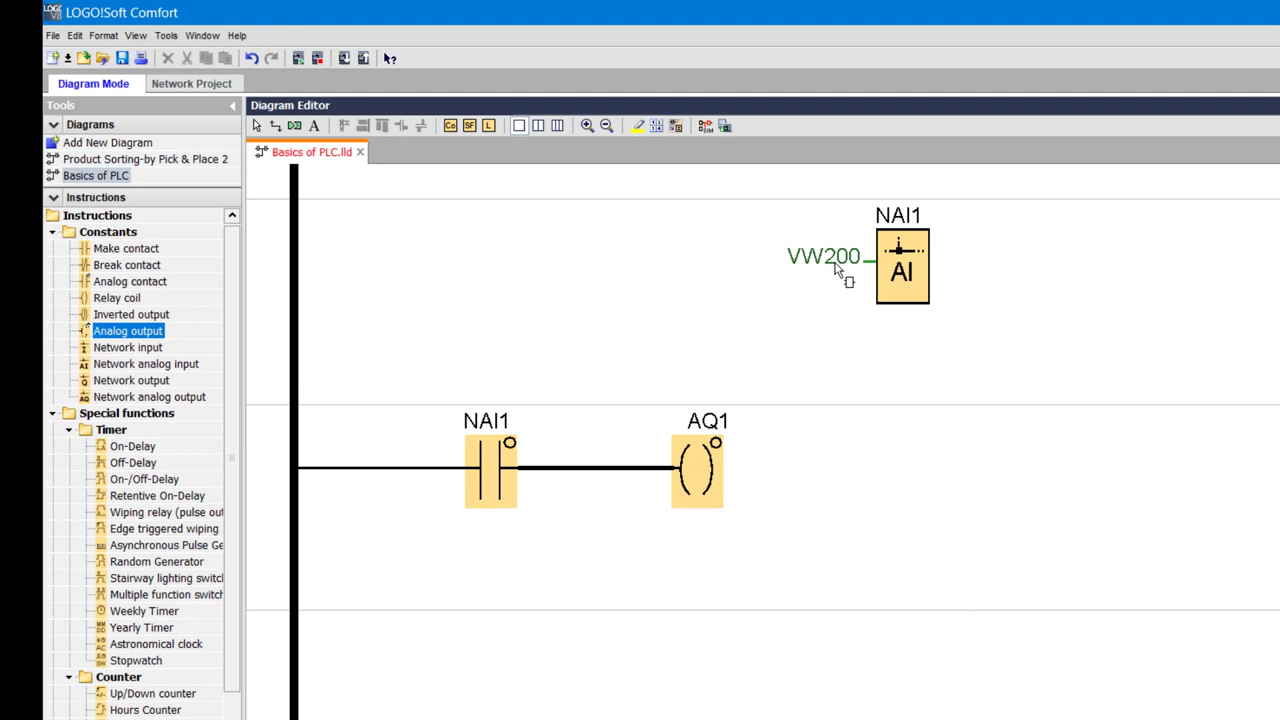 LOGO!Soft Comfort
File Edit Format View Tools Window Help
Diagram Mode Network Project
Tools
Diagrams
Add New Diagram
Product Sorting-by Pick & Place 2
Basics of PLC
Instructions
Instructions
Constants
Make contact
Break contact
Analog contact
Relay coil
Inverted output
Analog output
Network input
Network analog input
Network output
Network analog output
Special functions
Timer
On-Delay
Off-Delay
On-/Off-Delay
Retentive On-Delay
Wiping relay (pulse out
Edge triggered wiping
Asynchronous Pulse Ge
Random Generator
Stairway lighting switc
Multiple function switch
Weekly Timer
Yearly Timer
Astronomical clock
Stopwatch
Counter
Up/Down counter
Hours Counter
Diagram Editor
Co SF L
Basics of PLC.lld
NAI1
VW200
AI
NAI1 AQ1